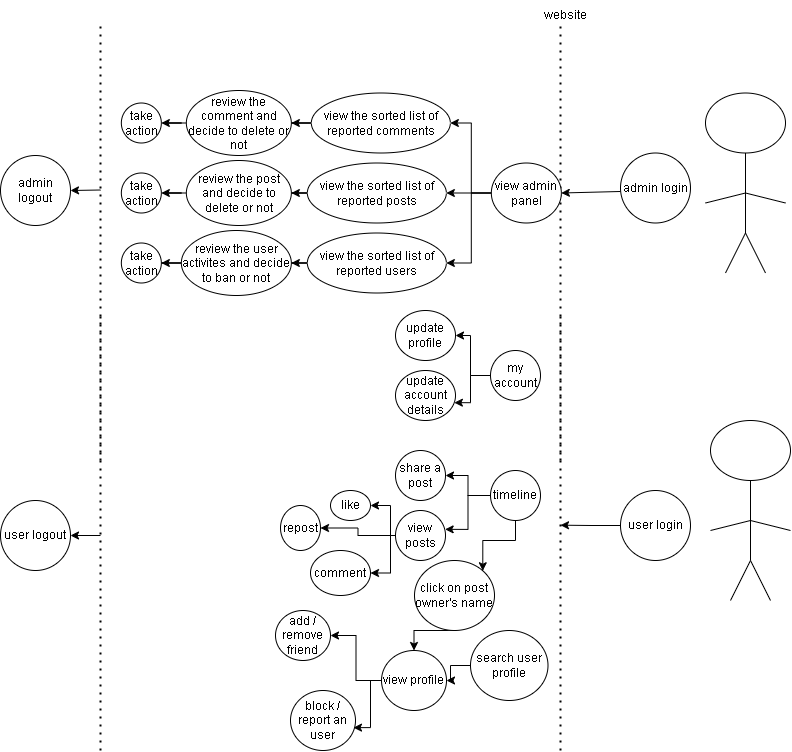 website
take
action
review the
comment and
decide to delete or
not
view the sorted list of
reported comments
admin
logout
take
action
review the post
and decide to
delete or not
view the sorted list of
reported posts
view admin
panel
admin login
take
action
review the user
activites and decide
to ban or not
view the sorted list of
reported users
update
profile
my
account
update
account
details
share a
post
timeline
like
repost
view
posts
user login
user logout
comment
click on post
owner's name
add /
remove
friend
view profile
search user
profile
block /
report an
user